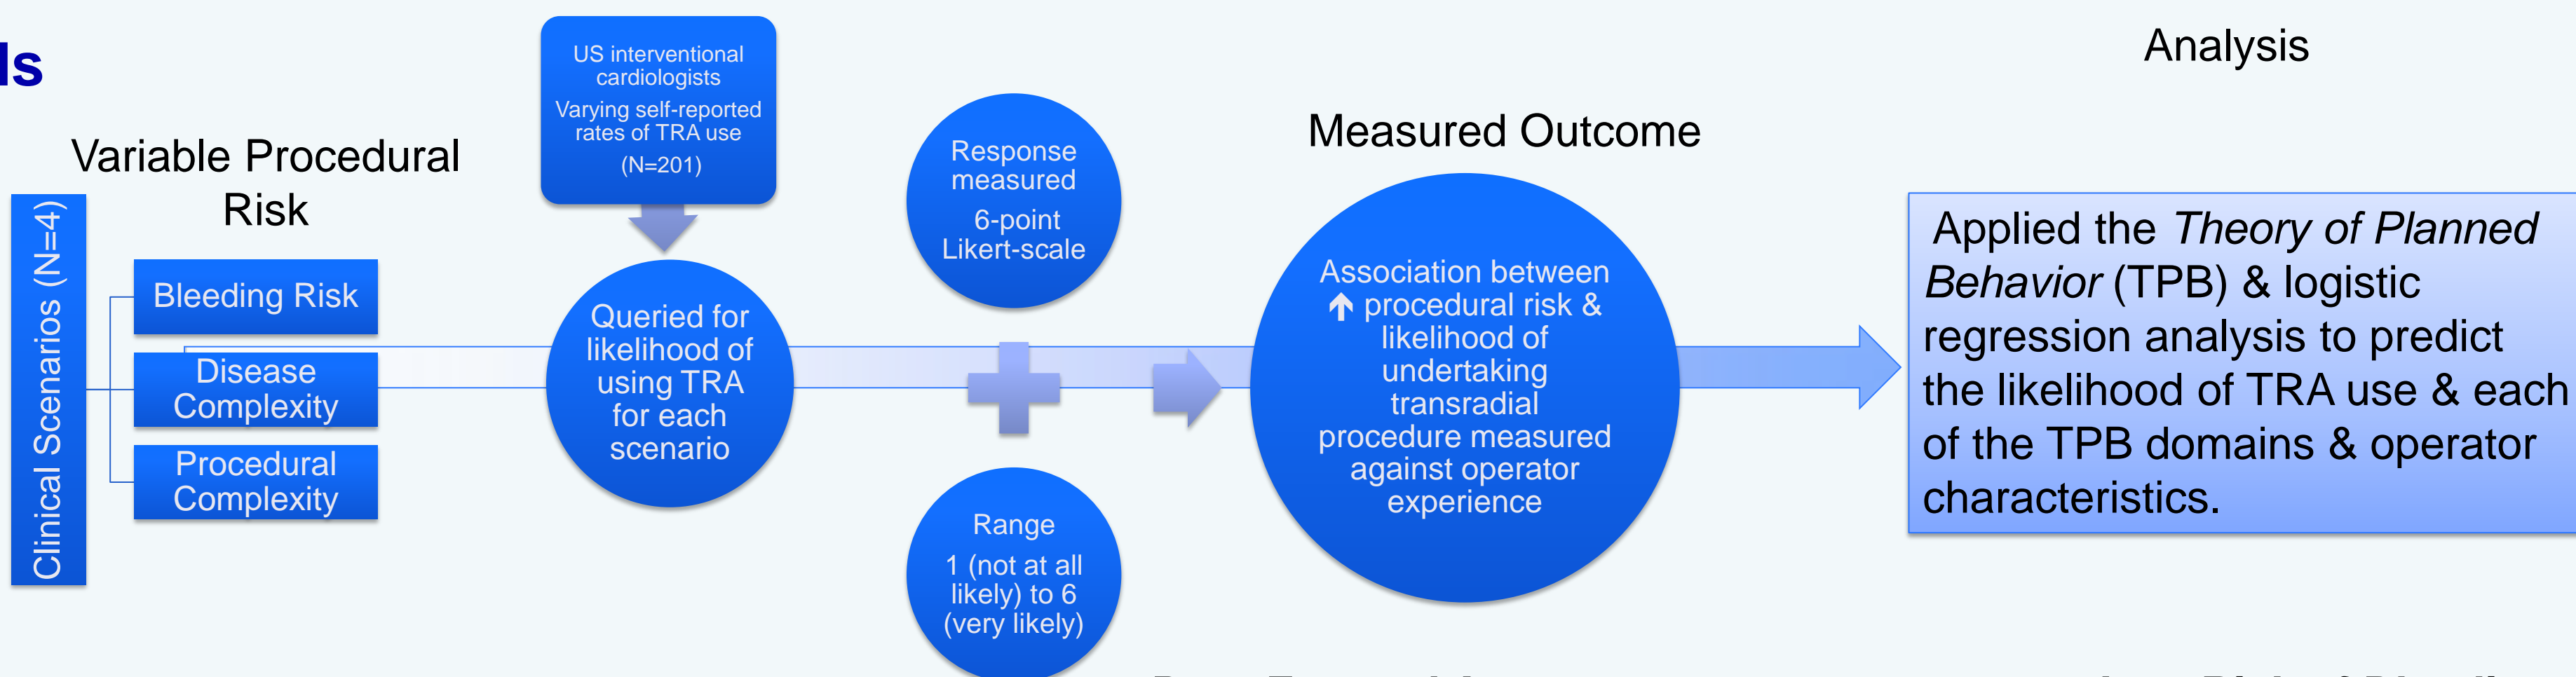 Variable Procedural
Risk
Clinical Scenarios (N=4)
Bleeding Risk
Disease
Complexity
Procedural
Complexity
US interventional
cardiologists
Varying self-reported
rates of TRA use
(N=201)
Queried for
likelihood of
using TRA
for each
scenario
Response
measured
6-point
Likert-scale
Range
1 (not at all
likely) to 6
(very likely)
Measured Outcome
Association between
🡹 procedural risk &
likelihood of
undertaking
transradial
procedure measured
against operator
experience
Analysis
Applied the Theory of Planned
Behavior (TPB) & logistic
regression analysis to predict
the likelihood of TRA use & each
of the TPB domains & operator
characteristics.